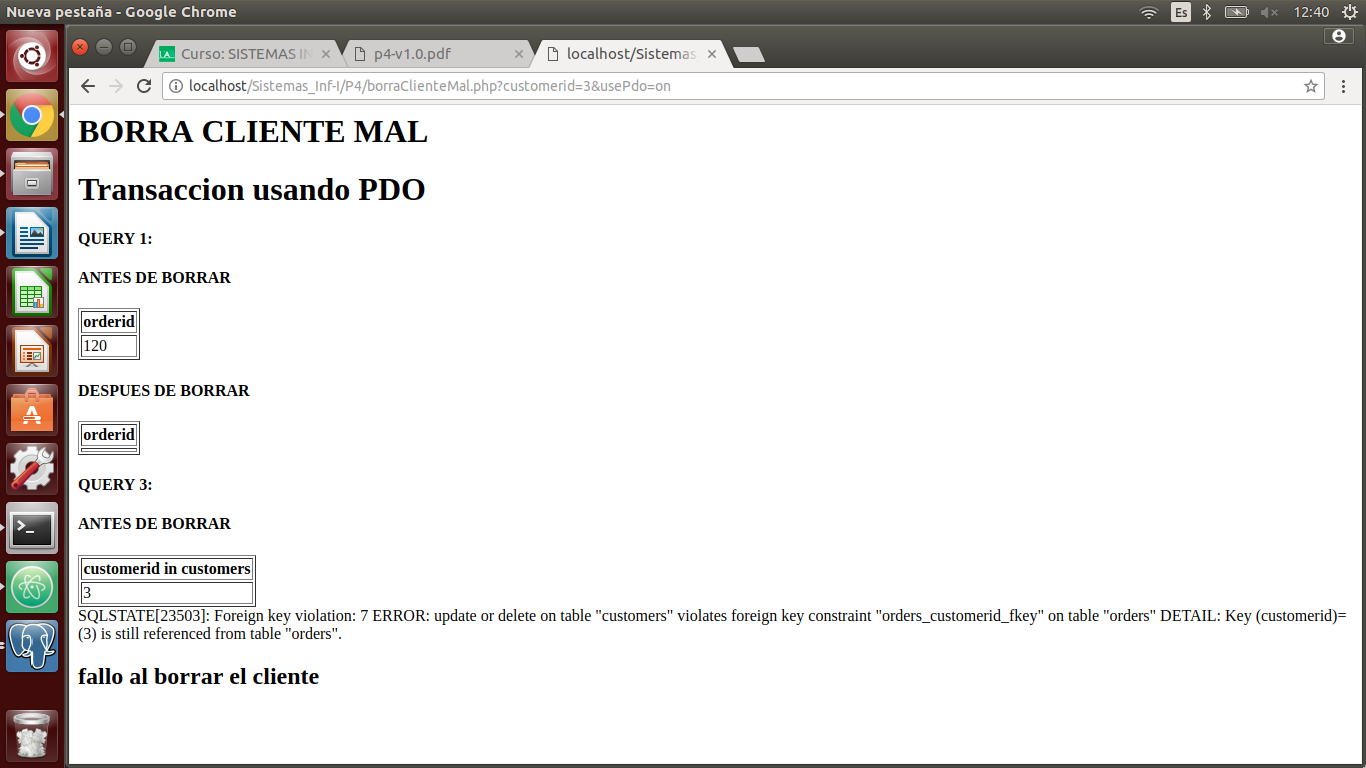 Nueva pestaña - Google Chrome
Es
12:40
Curso: SISTEMAS IN
p4-v1.0.pdf
localhost/Sistemas
localhost/Sistemas_Inf-I/P4/borraClienteMal.php?customerid=3&usePdo=on
BORRA CLIENTE MAL
Transaccion usando PDO
QUERY 1:
ANTES DE BORRAR
orderid
120
DESPUES DE BORRAR
orderid
QUERY 3:
ANTES DE BORRAR
customerid in customers
3
SQLSTATE[23503]: Foreign key violation: 7 ERROR: update or delete on table "customers" violates foreign key constraint "orders_customerid_fkey" on table "orders" DETAIL: Key (customerid)=
(3) is still referenced from table "orders".
fallo al borrar el cliente